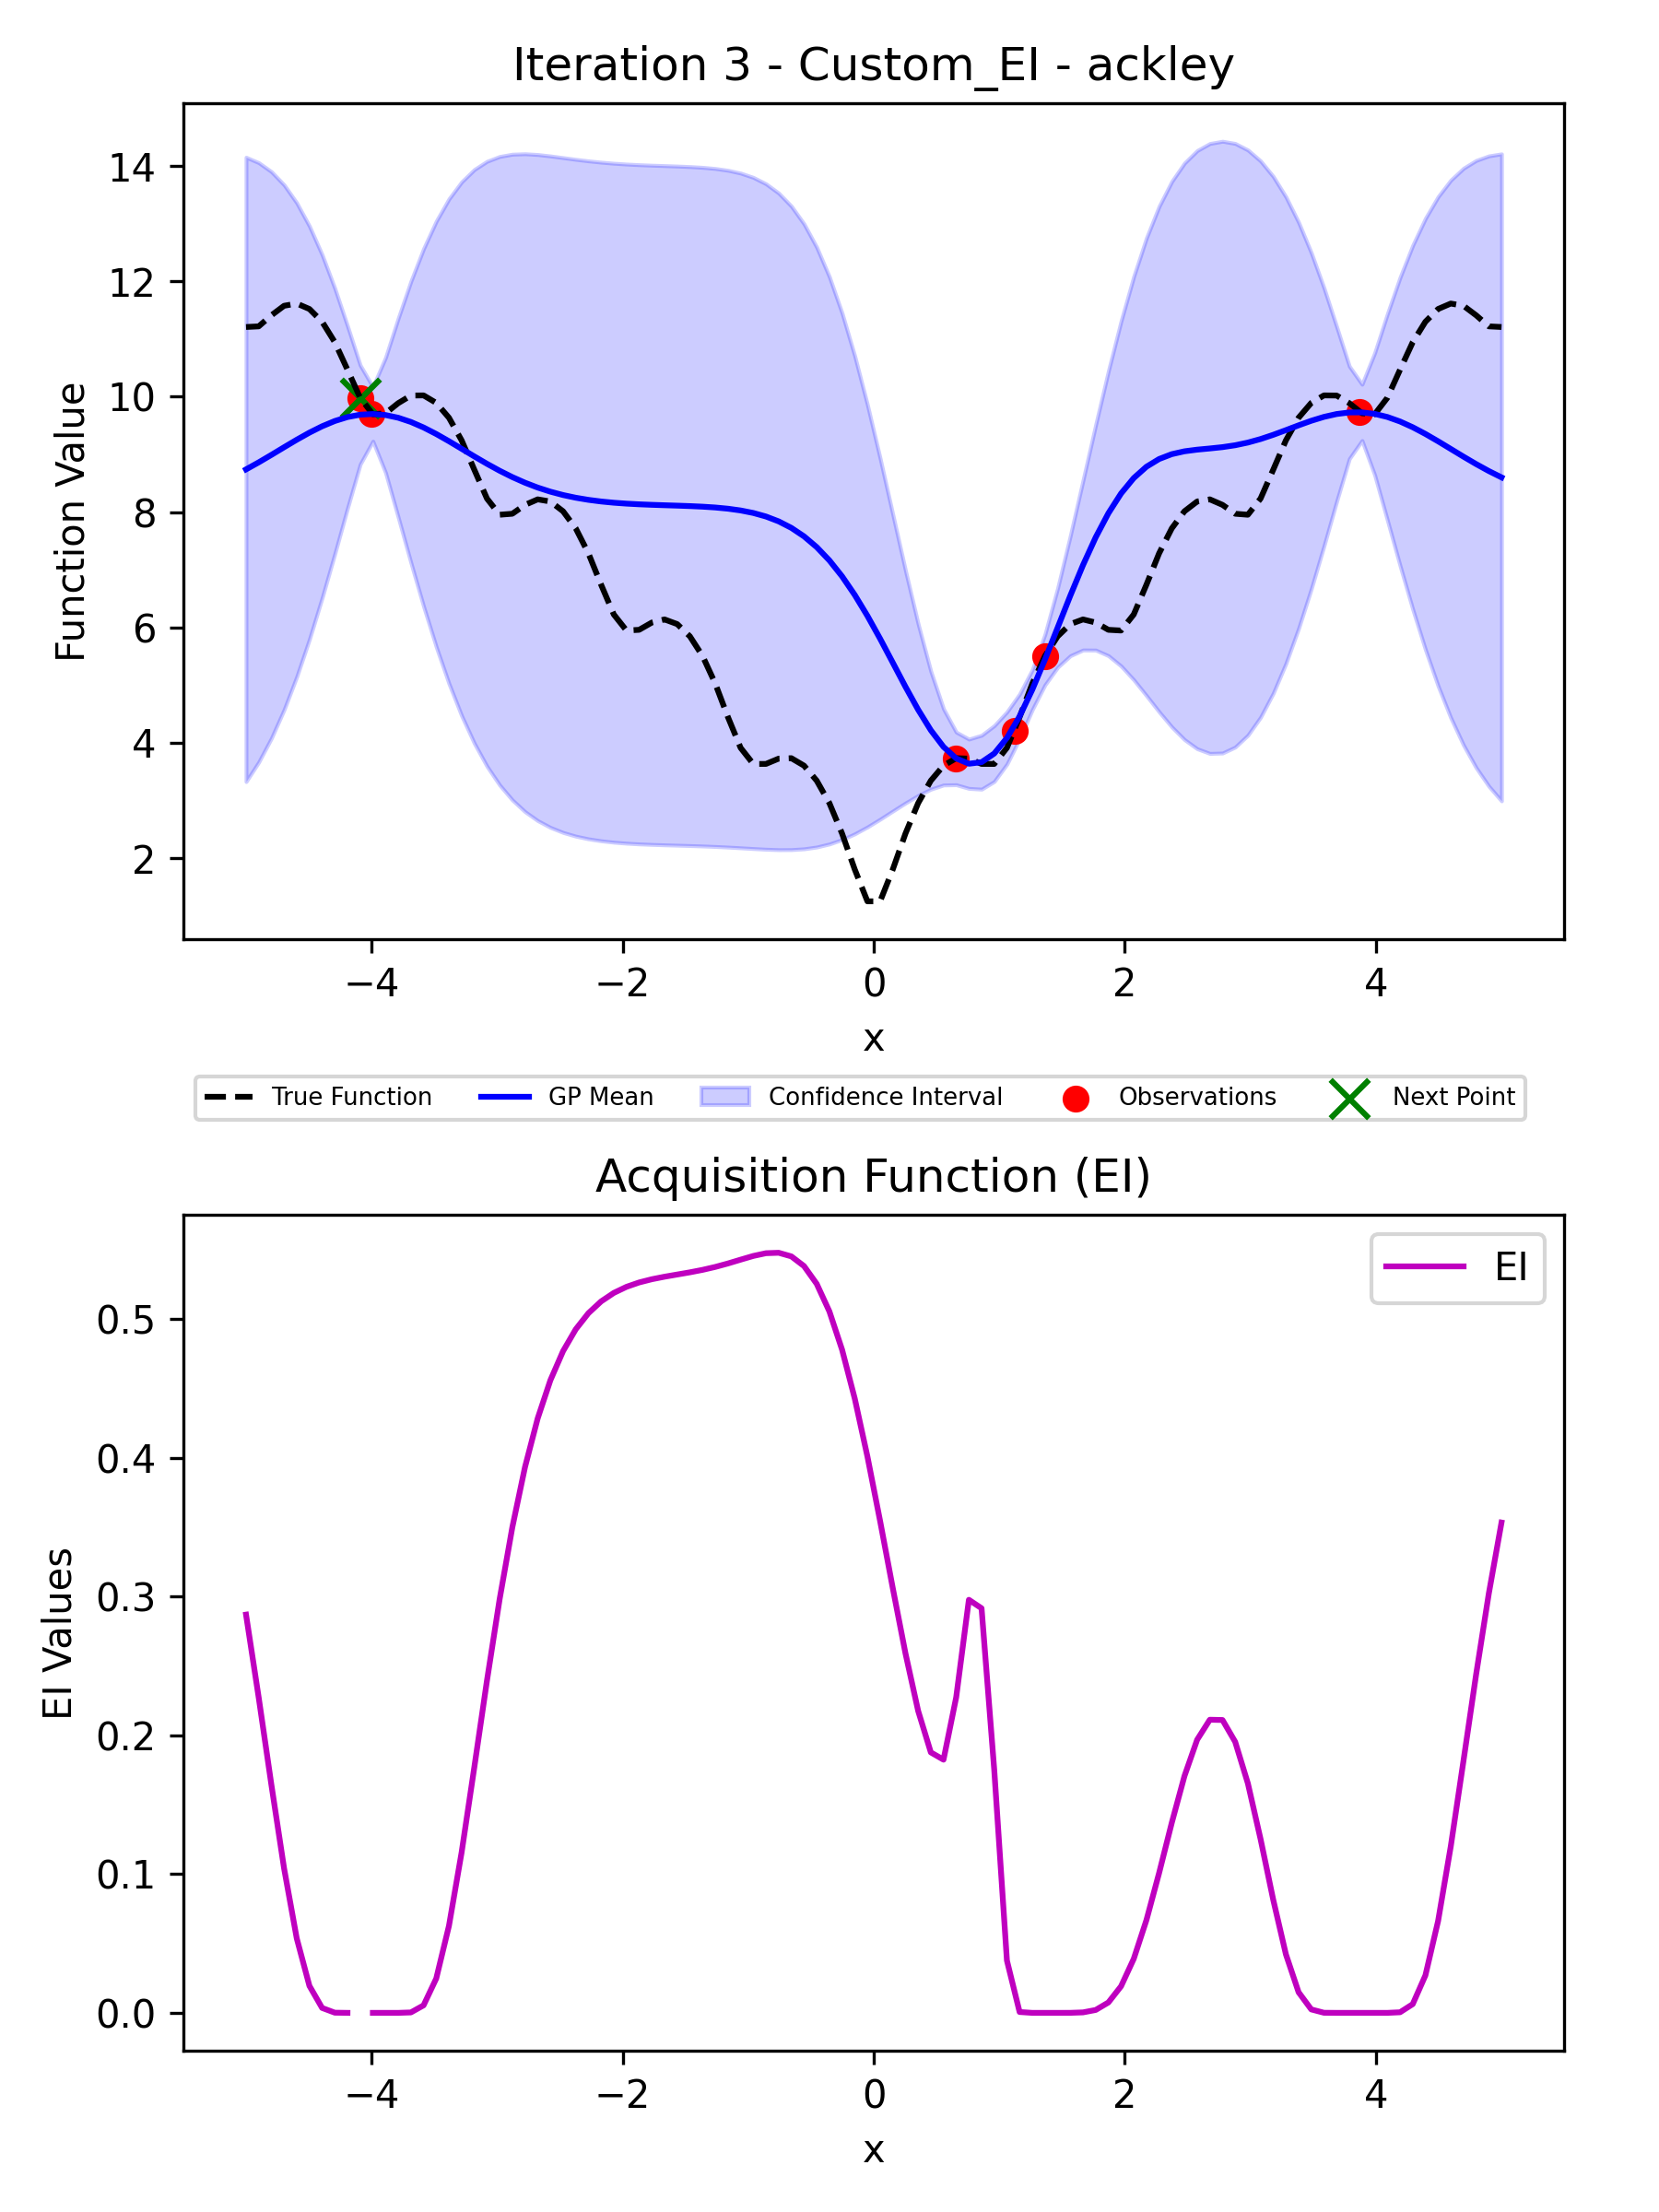 Iteration 3 - Custom_EI - ackley
Function Value
14
12
10
8
6
4
2
−4 −2 0 2 4
x
True Function GP Mean Confidence Interval Observations Next Point
Acquisition Function (EI)
EI Values
EI
0.5
0.4
0.3
0.2
0.1
0.0
−4 −2 0 2 4
x